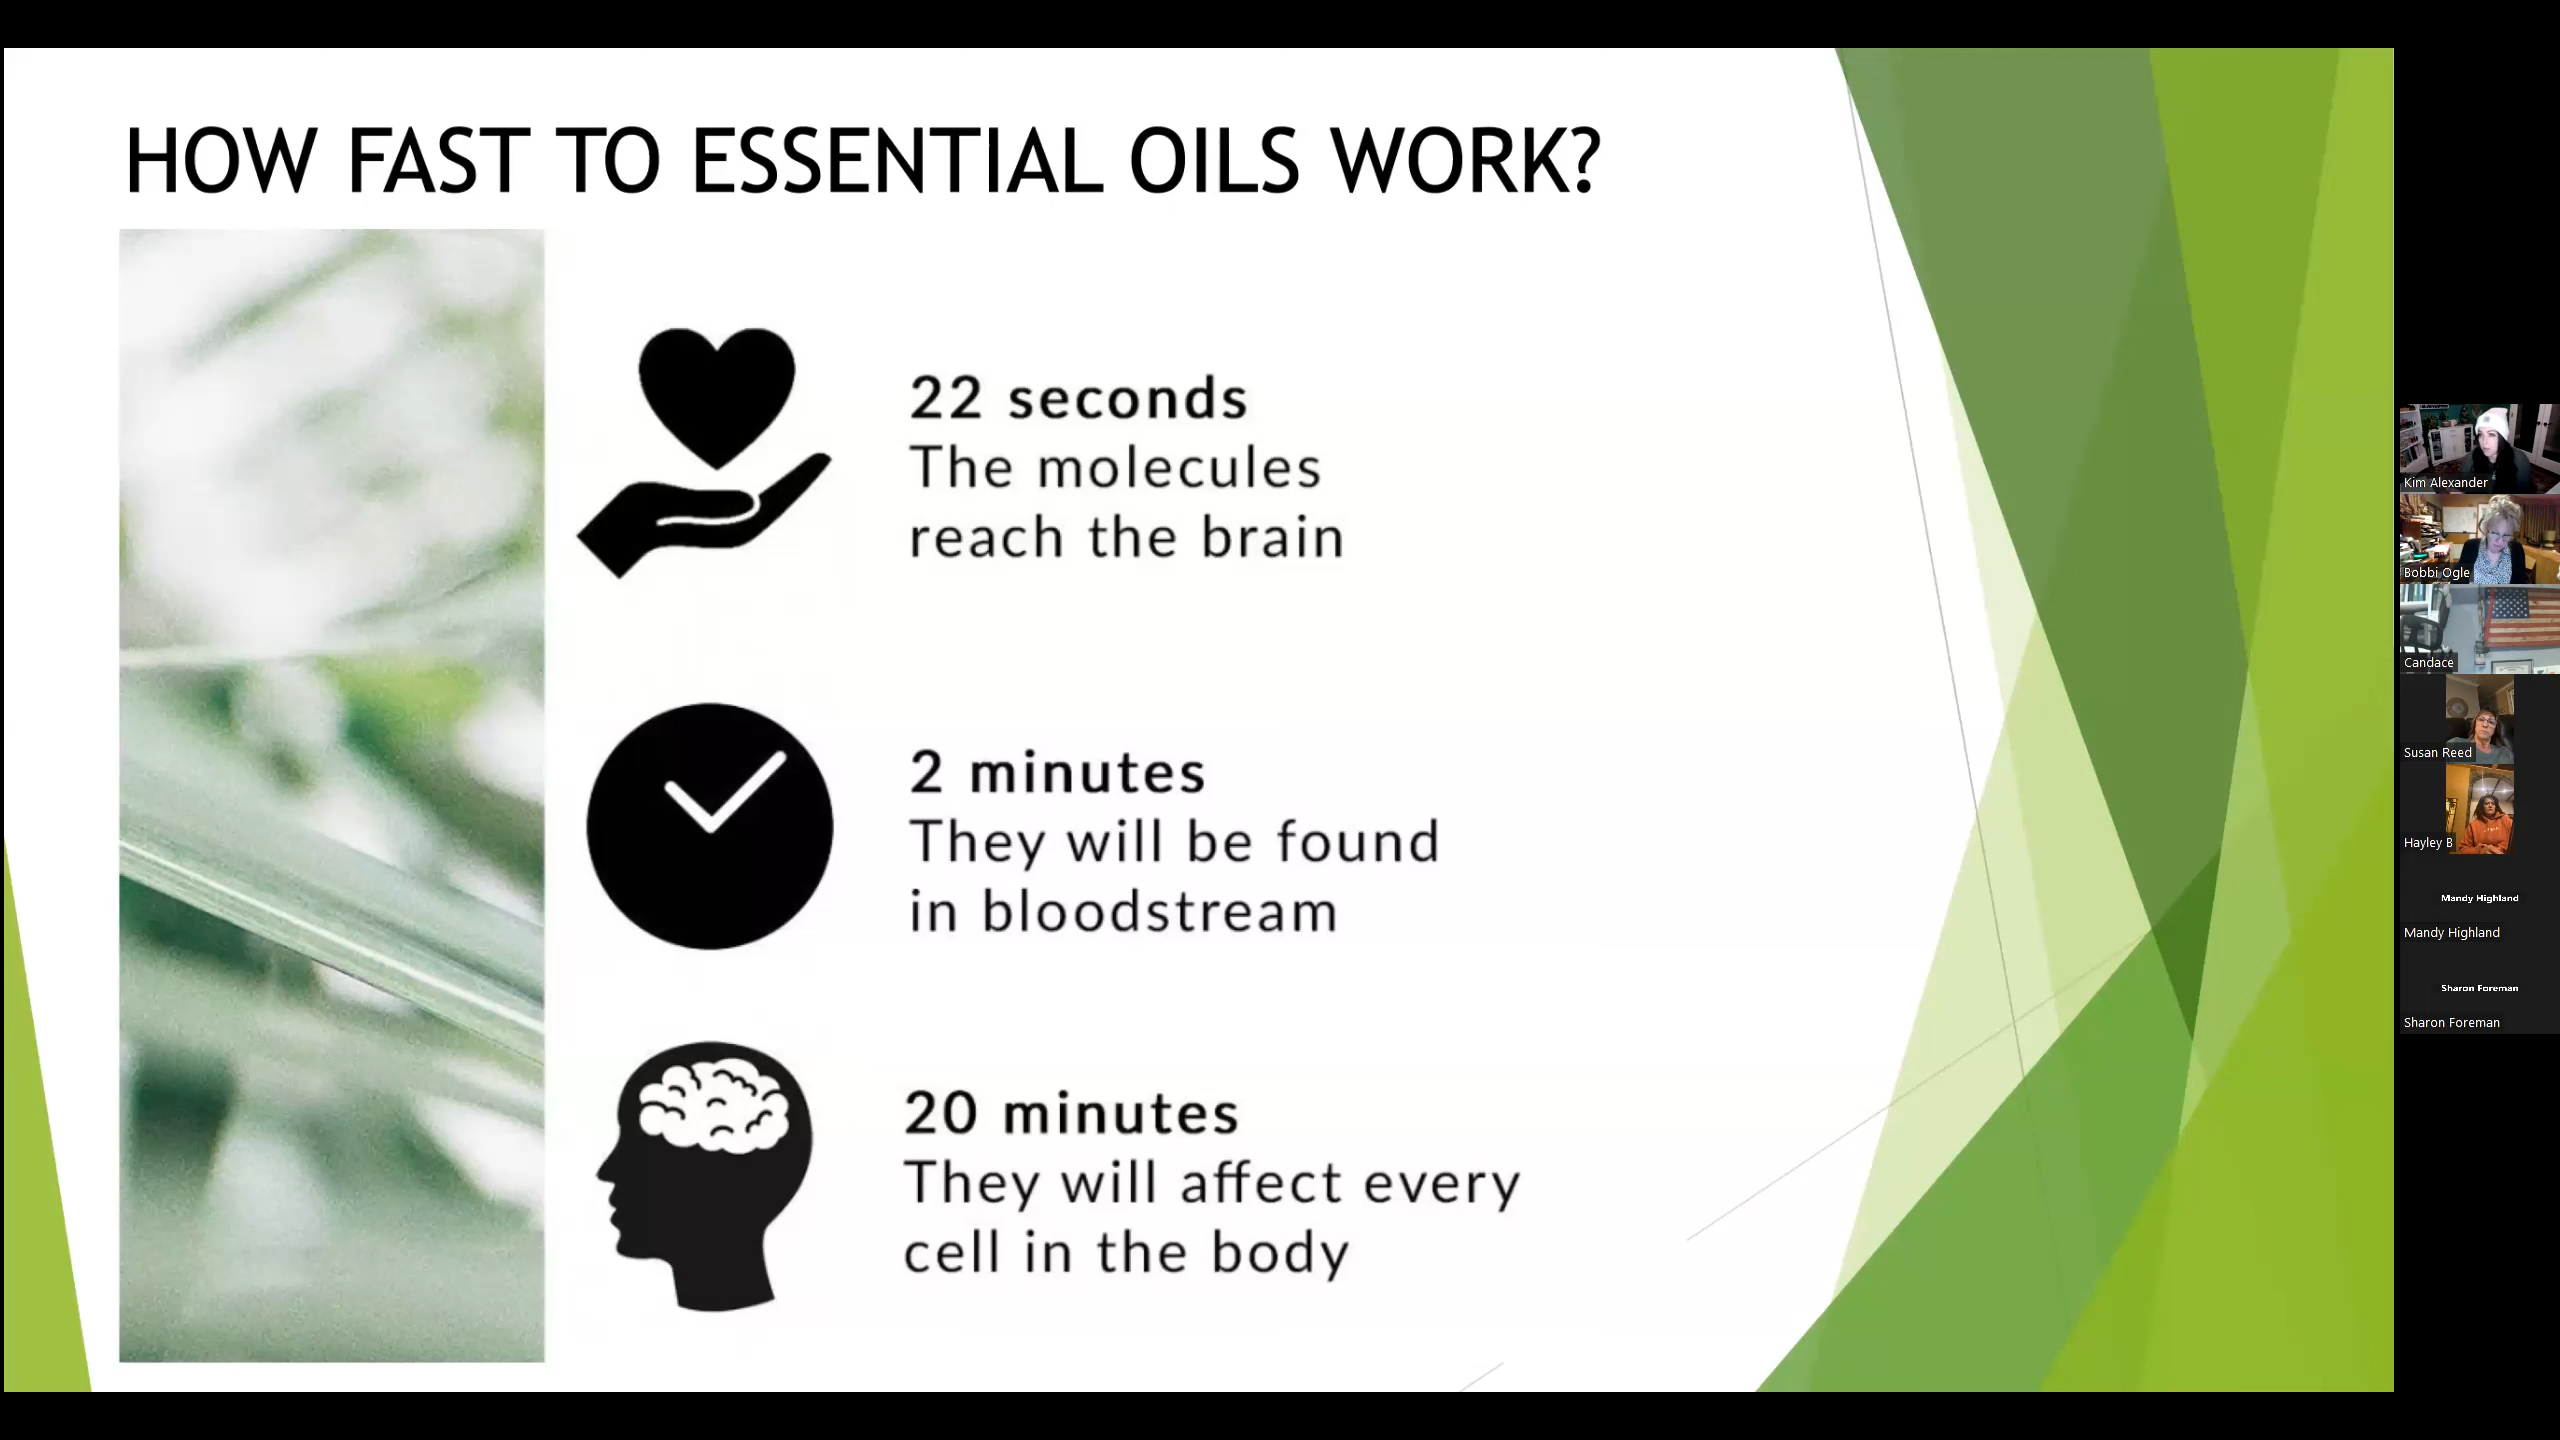 HOW FAST TO ESSENTIAL OILS WORK?
22 seconds
The molecules
reach the brain
2 minutes
They will be found
in bloodstream
20 minutes
They will affect every
cell in the body
Kim Alexander
Bobbi Ogle
Candace
Susan Reed
Hayley B
Mandy Highland
Mandy Highland
Sharon Foreman
Sharon Foreman